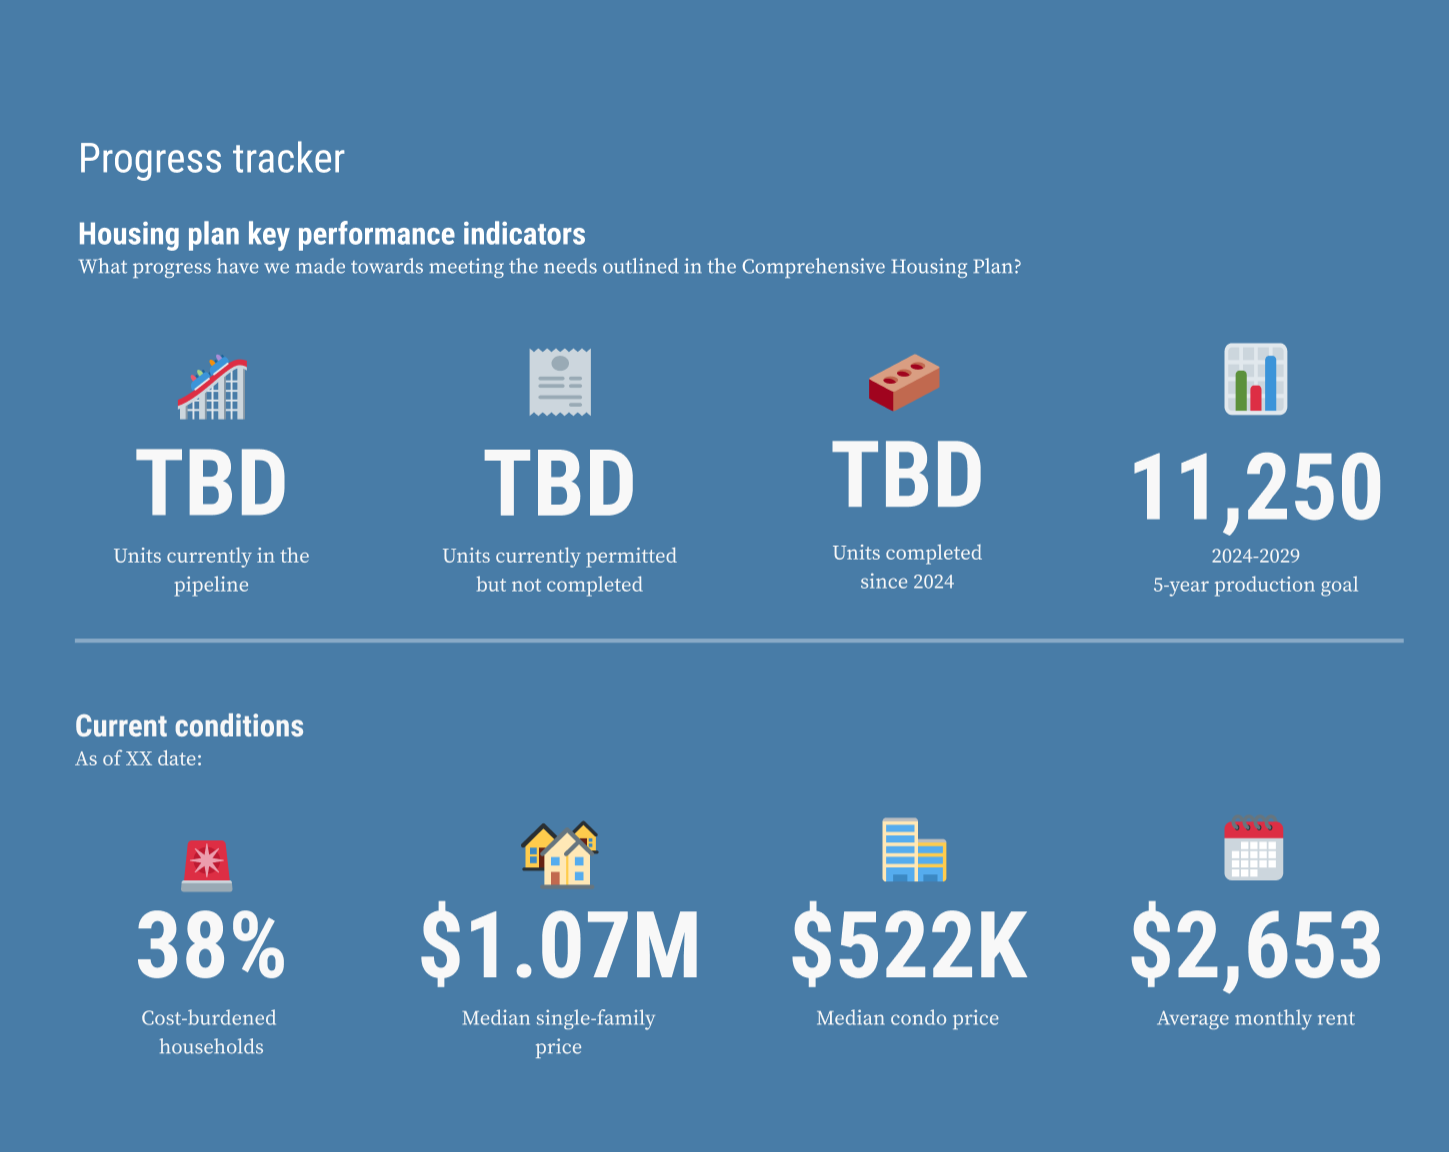 Progress tracker
Housing plan key performance indicators
What progress have we made towards meeting the needs outlined in the Comprehensive Housing Plan?
TBD
Units currently in the
pipeline
TBD
Units currently permitted
but not completed
TBD
Units completed
since 2024
11,250
2024-2029
5-year production goal
Current conditions
As of XX date:
38%
Cost-burdened
households
$1.07M
Median single-family
price
$522K
Median condo price
$2,653
Average monthly rent